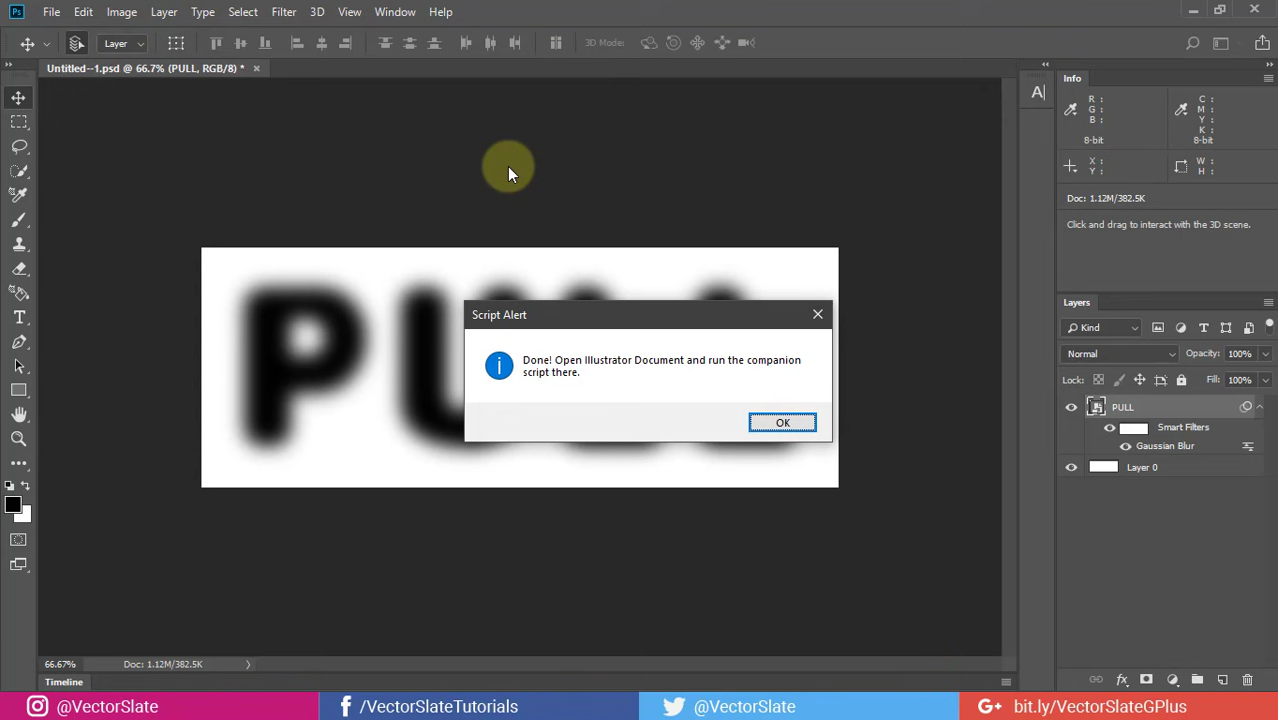 Ps File Edit Image Layer Type Select Filter 3D View Window Help
Layer 3D Mode:
Untitled--1.psd @ 66.7% (PULL, RGB/8) *
Info
R : C :
G : M :
B : Y :
K :
8-bit 8-bit
X : W :
Y : H :
Doc: 1.12M/382.5K
Click and drag to interact with the 3D scene.
PULL
Script Alert
Done! Open Illustrator Document and run the companion
script there.
OK
Layers
Kind
Normal Opacity: 100%
Lock: Fill: 100%
PULL
Smart Filters
Gaussian Blur
Layer 0
66.67% Doc: 1.12M/382.5K
Timeline
@VectorSlate /VectorSlateTutorials @VectorSlate G+ bit.ly/VectorSlateGPlus